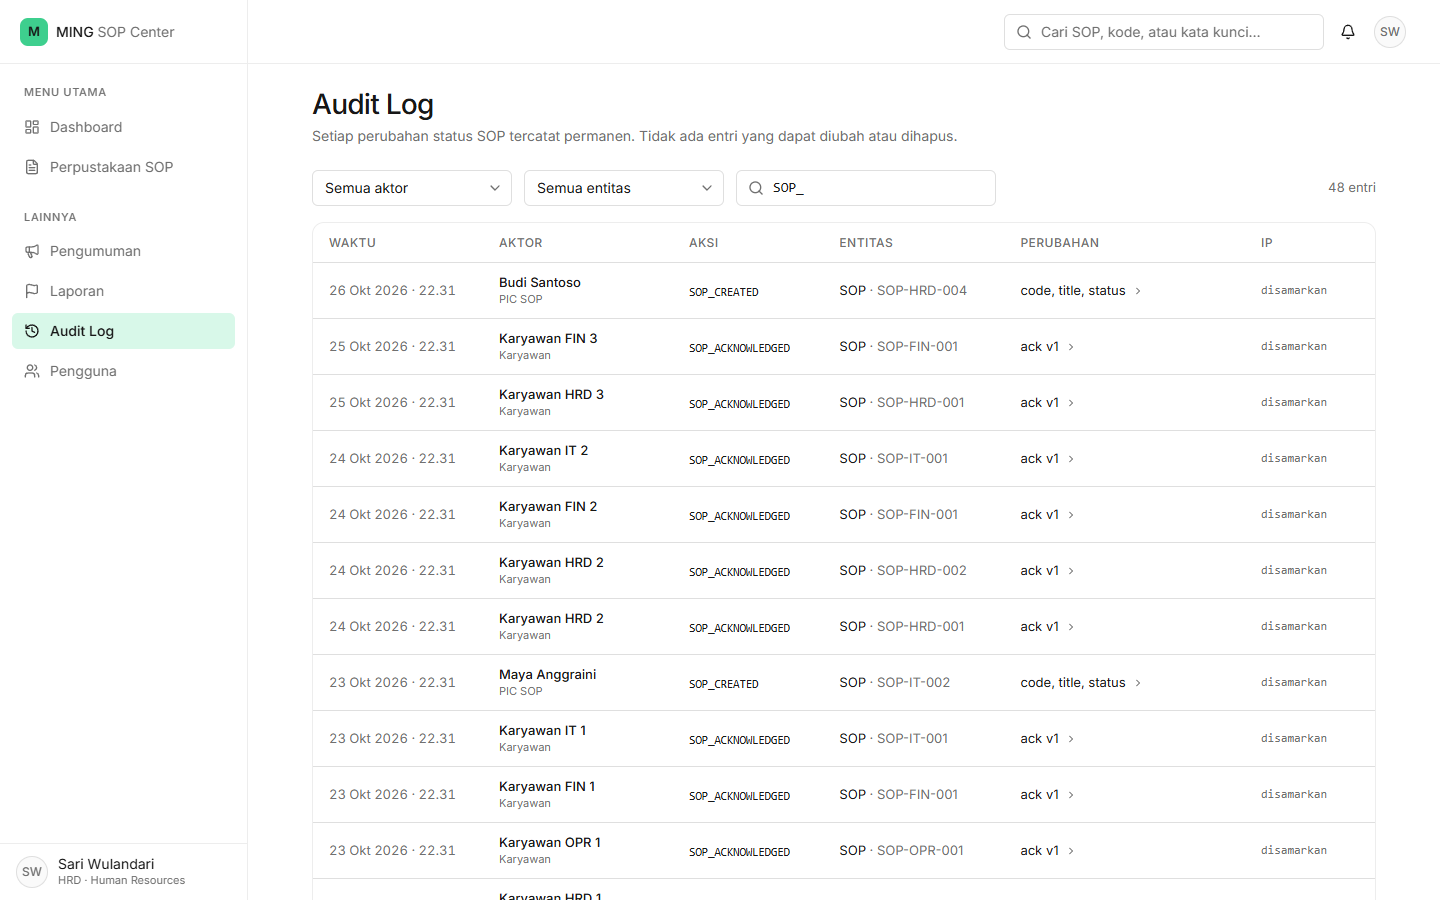 M MING SOP Center
Cari SOP, kode, atau kata kunci...
SW
MENU UTAMA
Dashboard
Perpustakaan SOP
LAINNYA
Pengumuman
Laporan
Audit Log
Pengguna
Audit Log
Setiap perubahan status SOP tercatat permanen. Tidak ada entri yang dapat diubah atau dihapus.
Semua aktor
Semua entitas
SOP_
48 entri
WAKTU AKTOR AKSI ENTITAS PERUBAHAN IP
26 Okt 2026 · 22.31 Budi Santoso SOP_CREATED SOP · SOP-HRD-004 code, title, status disamarkan
PIC SOP
25 Okt 2026 · 22.31 Karyawan FIN 3 SOP_ACKNOWLEDGED SOP · SOP-FIN-001 ack v1 disamarkan
Karyawan
25 Okt 2026 · 22.31 Karyawan HRD 3 SOP_ACKNOWLEDGED SOP · SOP-HRD-001 ack v1 disamarkan
Karyawan
24 Okt 2026 · 22.31 Karyawan IT 2 SOP_ACKNOWLEDGED SOP · SOP-IT-001 ack v1 disamarkan
Karyawan
24 Okt 2026 · 22.31 Karyawan FIN 2 SOP_ACKNOWLEDGED SOP · SOP-FIN-001 ack v1 disamarkan
Karyawan
24 Okt 2026 · 22.31 Karyawan HRD 2 SOP_ACKNOWLEDGED SOP · SOP-HRD-002 ack v1 disamarkan
Karyawan
24 Okt 2026 · 22.31 Karyawan HRD 2 SOP_ACKNOWLEDGED SOP · SOP-HRD-001 ack v1 disamarkan
Karyawan
23 Okt 2026 · 22.31 Maya Anggraini SOP_CREATED SOP · SOP-IT-002 code, title, status disamarkan
PIC SOP
23 Okt 2026 · 22.31 Karyawan IT 1 SOP_ACKNOWLEDGED SOP · SOP-IT-001 ack v1 disamarkan
Karyawan
23 Okt 2026 · 22.31 Karyawan FIN 1 SOP_ACKNOWLEDGED SOP · SOP-FIN-001 ack v1 disamarkan
Karyawan
23 Okt 2026 · 22.31 Karyawan OPR 1 SOP_ACKNOWLEDGED SOP · SOP-OPR-001 ack v1 disamarkan
Karyawan
Karyawan HRD 1
SW
Sari Wulandari
HRD · Human Resources